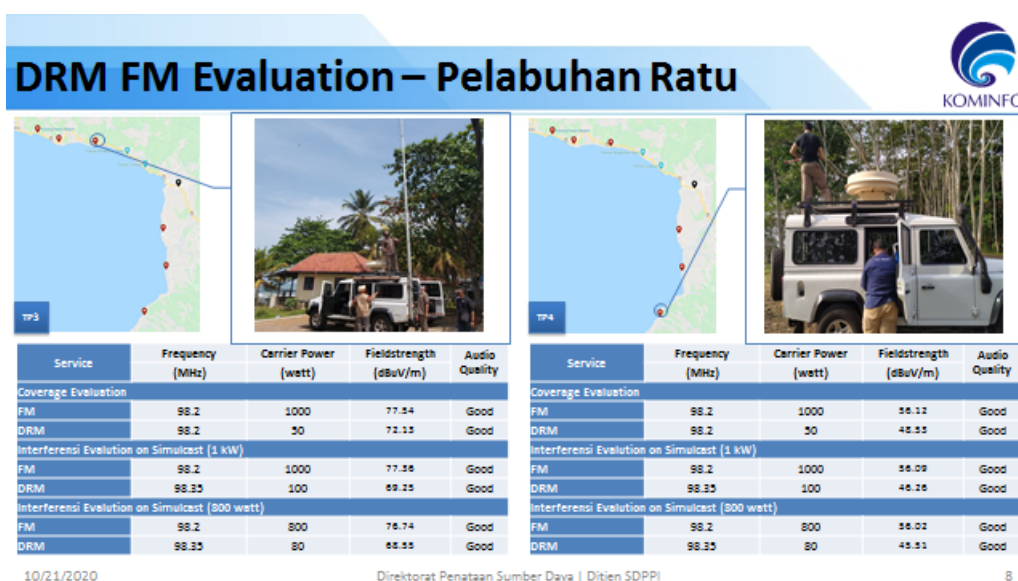 DRM FM Evaluation – Pelabuhan Ratu
KOMINFO
TP3
Service Frequency (MHz) Carrier Power (watt) Fieldstrength (dBuV/m) Audio Quality
Coverage Evaluation
FM 98.2 1000 77.54 Good
DRM 98.2 50 72.13 Good
Interferensi Evalution on Simulcast (1 kW)
FM 98.2 1000 77.36 Good
DRM 98.35 100 69.25 Good
Interferensi Evalution on Simulcast (800 watt)
FM 98.2 800 76.74 Good
DRM 98.35 80 68.55 Good
TP4
Service Frequency (MHz) Carrier Power (watt) Fieldstrength (dBuV/m) Audio Quality
Coverage Evaluation
FM 98.2 1000 56.12 Good
DRM 98.2 50 48.55 Good
Interferensi Evalution on Simulcast (1 kW)
FM 98.2 1000 56.09 Good
DRM 98.35 100 46.26 Good
Interferensi Evalution on Simulcast (800 watt)
FM 98.2 800 56.02 Good
DRM 98.35 80 45.51 Good
10/21/2020
Direktorat Penataan Sumber Daya | Ditjen SDPPI
8